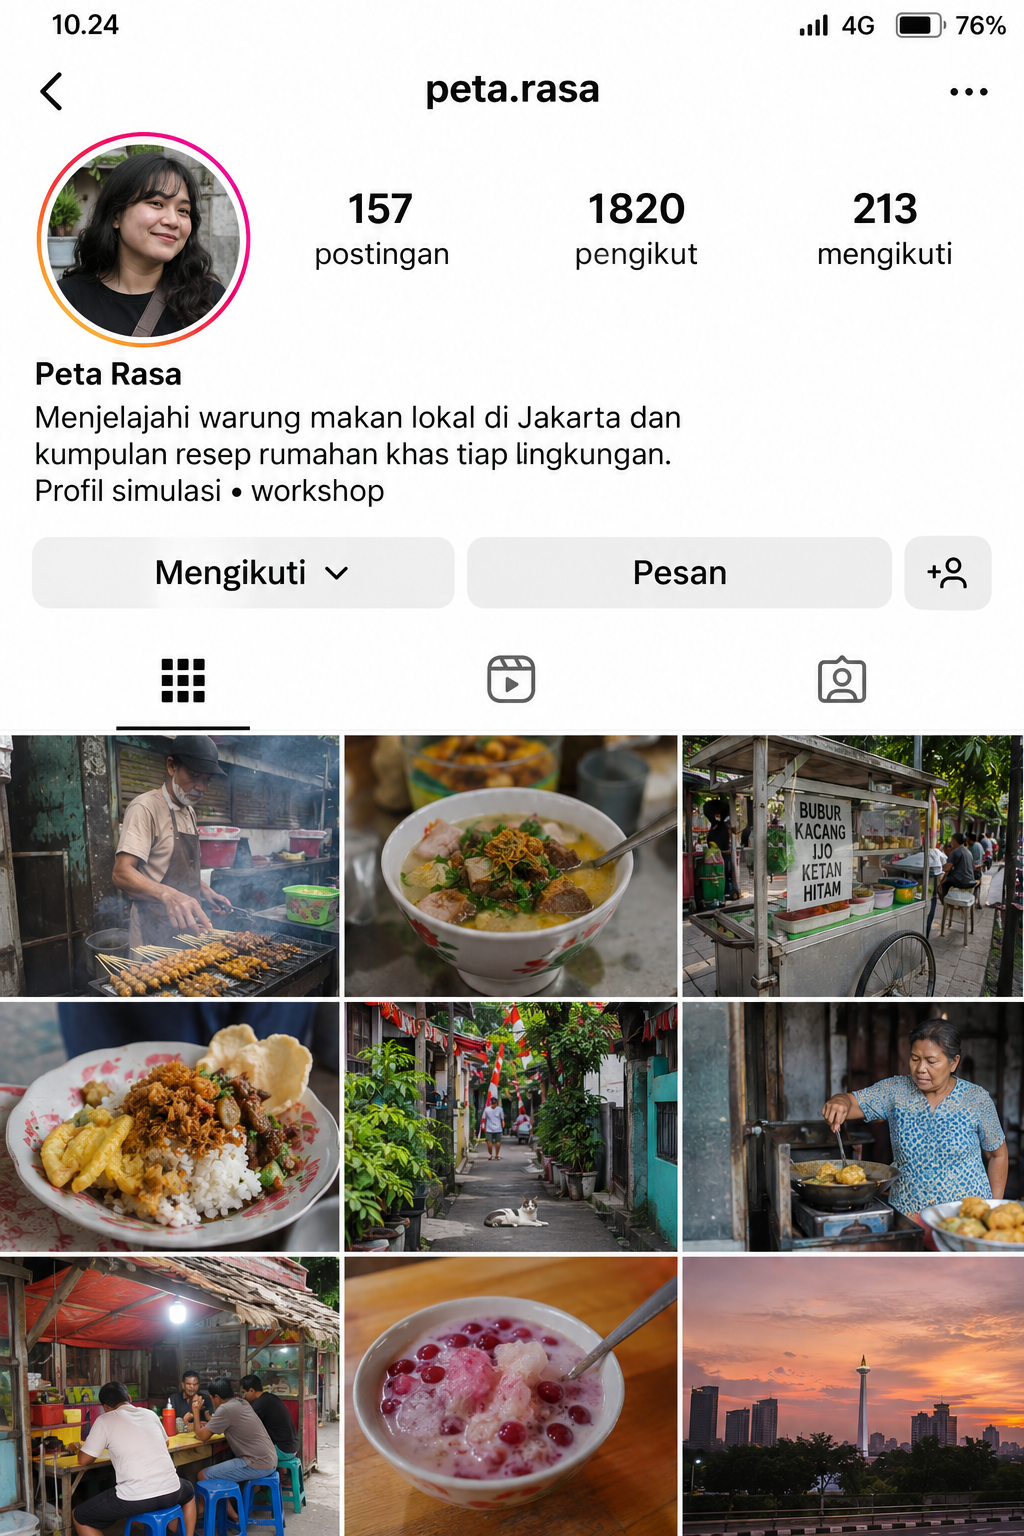 10.24
4G 76%
peta.rasa
157 1820 213
postingan pengikut mengikuti
Peta Rasa
Menjelajahi warung makan lokal di Jakarta dan
kumpulan resep rumahan khas tiap lingkungan.
Profil simulasi • workshop
Mengikuti Pesan
BUBUR
KACANG
IJO
KETAN
HITAM